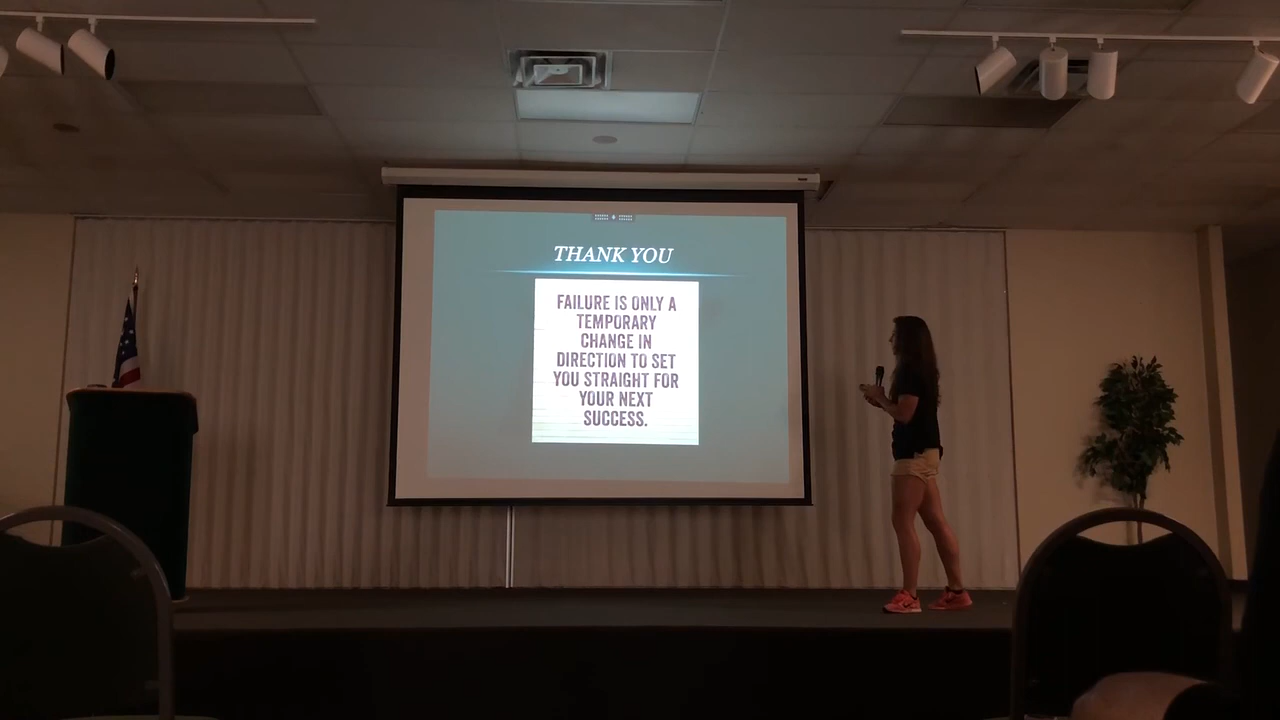 THANK YOU
FAILURE IS ONLY A
TEMPORARY
CHANGE IN
DIRECTION TO SET
YOU STRAIGHT FOR
YOUR NEXT
SUCCESS.